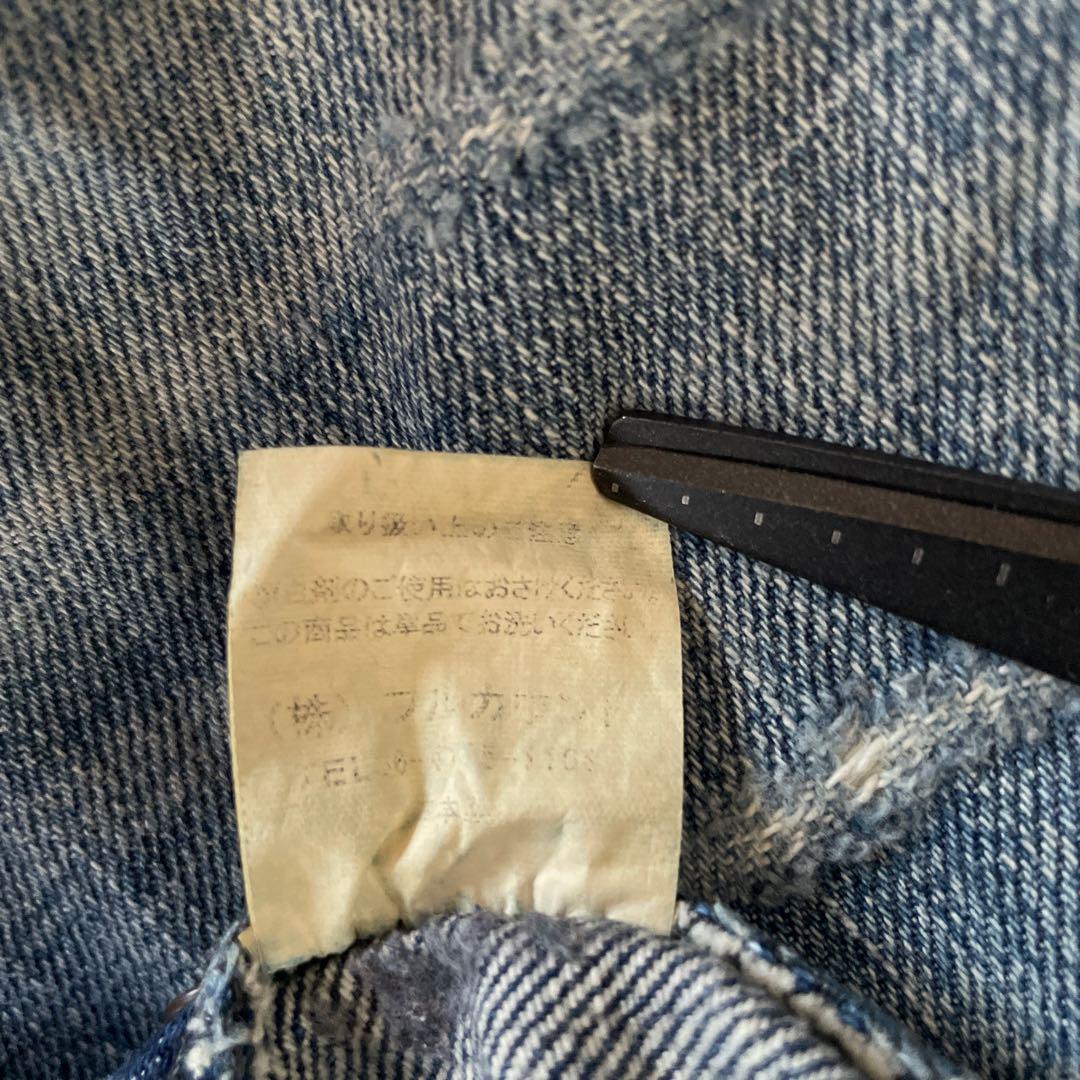 取り扱い上のご注意
のご使用はおさけください。
この商品は単品でお洗いください
（株）フルカウント
TEL